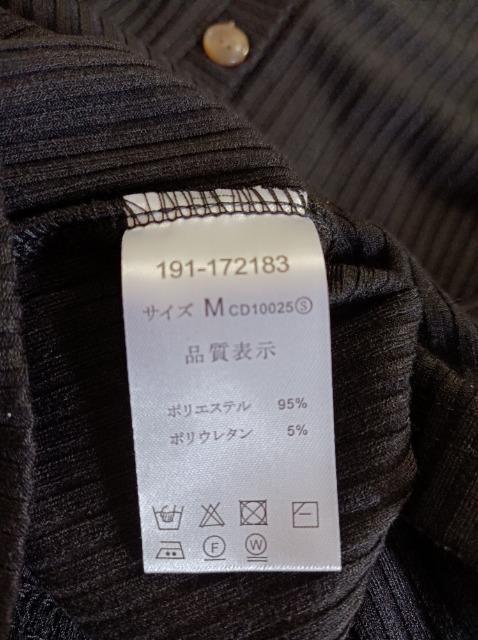 191-172183
サイズ M CD10025Ⓢ
品質表示
ポリエステル 95%
ポリウレタン 5%
Ⓕ Ⓦ